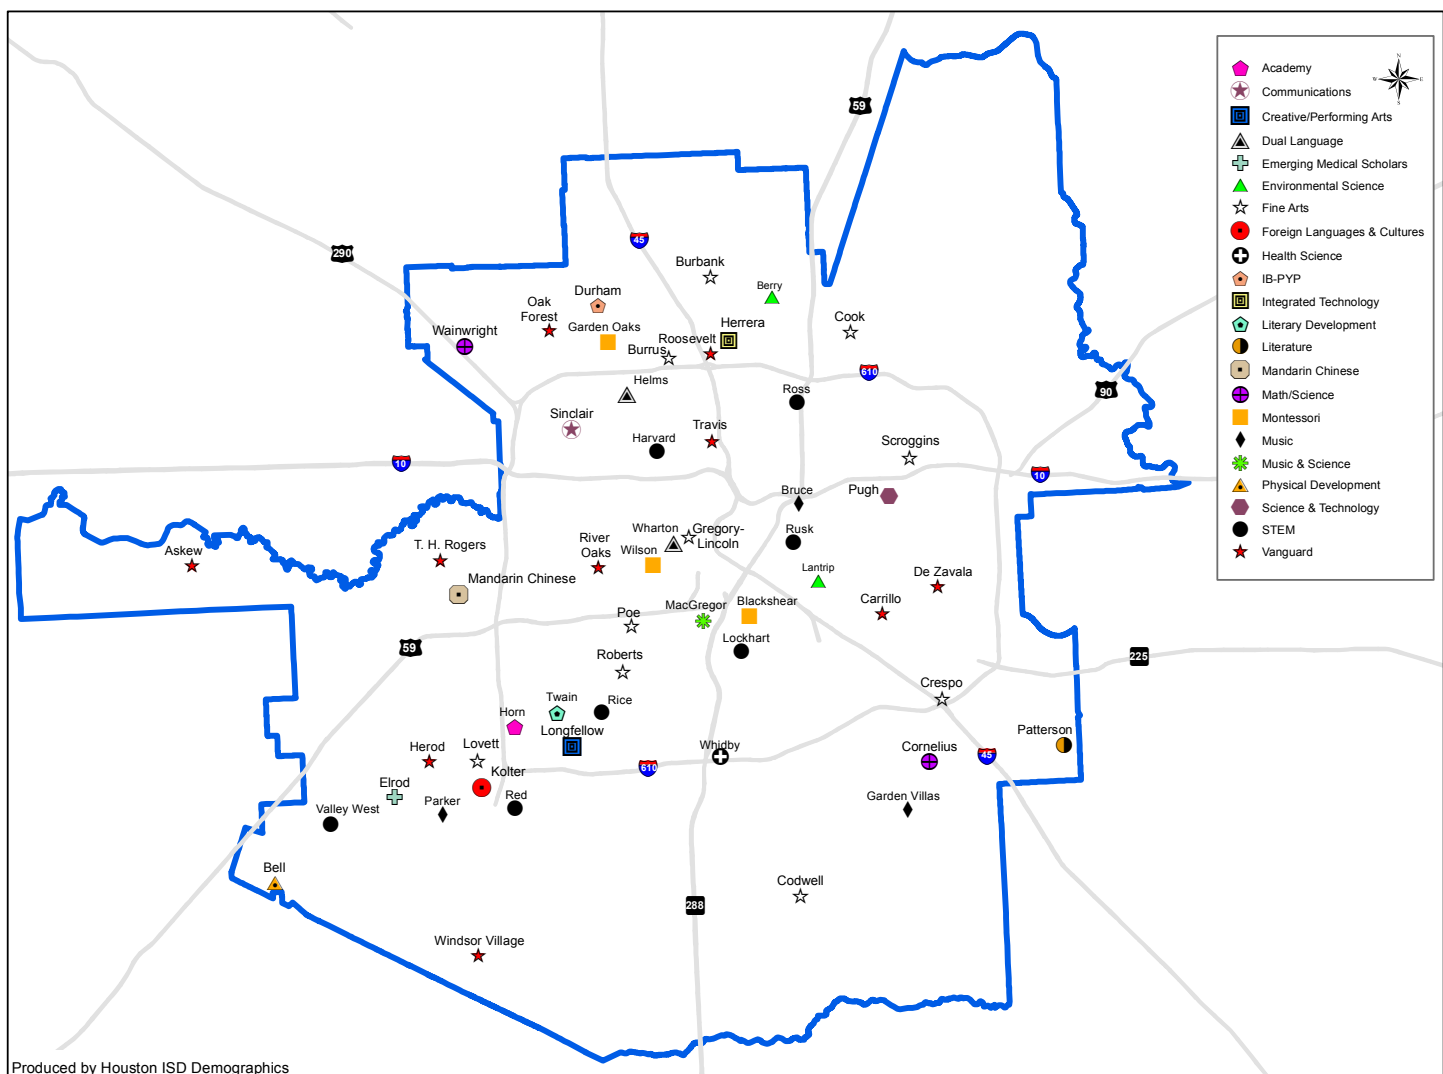 Academy
Communications
Creative/Performing Arts
Dual Language
Emerging Medical Scholars
Environmental Science
Fine Arts
Foreign Languages & Cultures
Health Science
IB-PYP
Integrated Technology
Literary Development
Literature
Mandarin Chinese
Math/Science
Montessori
Music
Music & Science
Physical Development
Science & Technology
STEM
Vanguard
N
W
E
S
59
290
45
Burbank
Berry
Durham
Oak
Forest
Garden Oaks
Wainwright
Herrera
Roosevelt
Burrus
Cook
610
90
Helms
Ross
Sinclair
Harvard
Travis
Scroggins
10
10
Bruce
Pugh
Wharton
Gregory-
Lincoln
Rusk
River
Oaks
Wilson
T. H. Rogers
Askew
Mandarin Chinese
Lantrip
De Zavala
Carrillo
MacGregor
Blackshear
Poe
Lockhart
59
225
Roberts
Crespo
Twain
Rice
Horn
Longfellow
Patterson
Whidby
Cornelius
45
Herod
Lovett
610
Kolter
Elrod
Parker
Red
Valley West
Garden Villas
Bell
Codwell
288
Windsor Village
Produced by Houston ISD Demographics